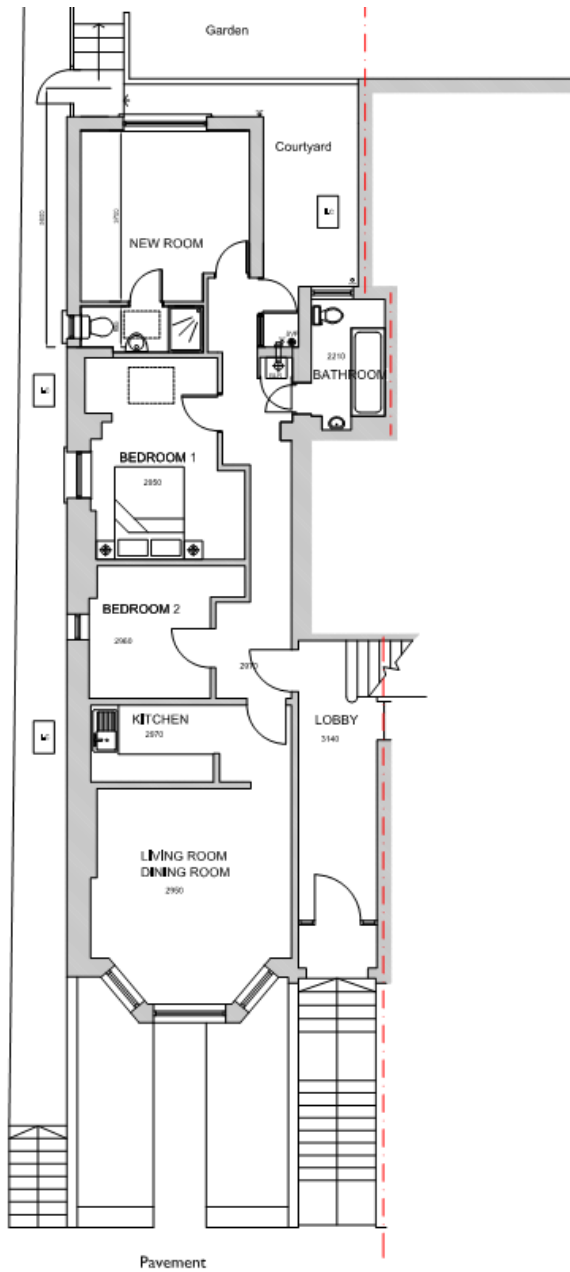 Garden
Courtyard
NEW ROOM
2210
BATHROOM
BEDROOM 1
2950
BEDROOM 2
2960
2970
KITCHEN
2970
LOBBY
3140
LIVING ROOM
DINING ROOM
2950
Pavement